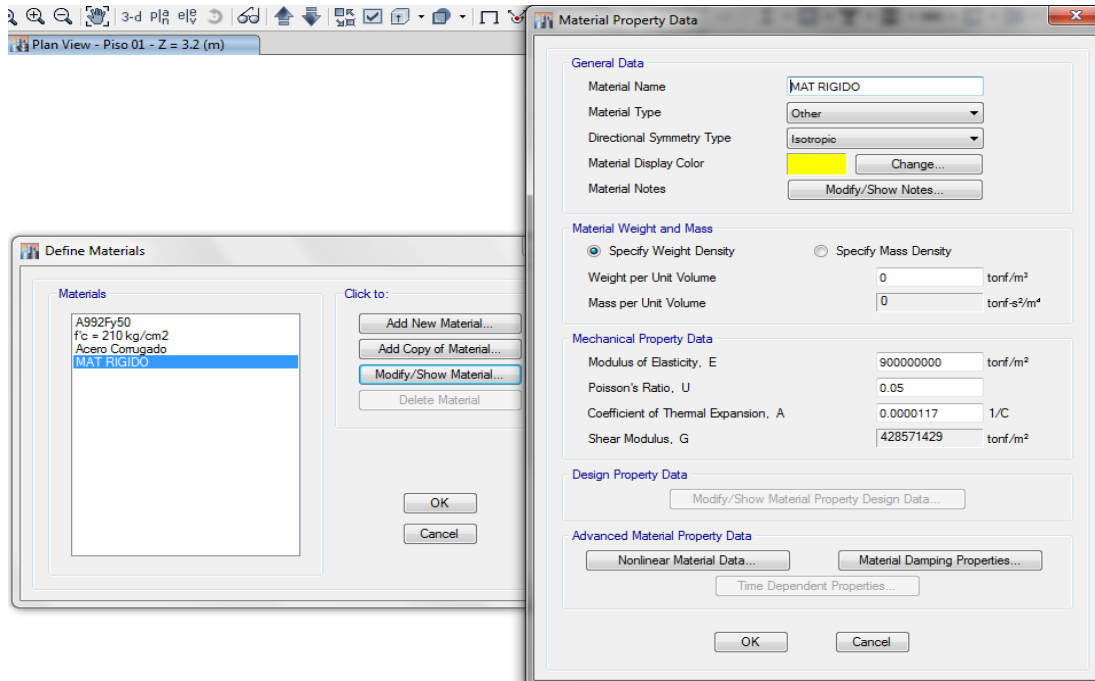 3-d plån elev
Plan View - Piso 01 - Z = 3.2 (m)
Define Materials
Materials
A992Fy50
f'c = 210 kg/cm2
Acero Corrugado
MAT RIGIDO
Click to:
Add New Material...
Add Copy of Material...
Modify/Show Material...
Delete Material
OK
Cancel
Material Property Data
General Data
Material Name MAT RIGIDO
Material Type Other
Directional Symmetry Type Isotropic
Material Display Color Change...
Material Notes Modify/Show Notes...
Material Weight and Mass
Specify Weight Density Specify Mass Density
Weight per Unit Volume 0 tonf/m³
Mass per Unit Volume 0 tonf-s²/m⁴
Mechanical Property Data
Modulus of Elasticity, E 900000000 tonf/m²
Poisson's Ratio, U 0.05
Coefficient of Thermal Expansion, A 0.0000117 1/C
Shear Modulus, G 428571429 tonf/m²
Design Property Data
Modify/Show Material Property Design Data...
Advanced Material Property Data
Nonlinear Material Data... Material Damping Properties...
Time Dependent Properties...
OK Cancel